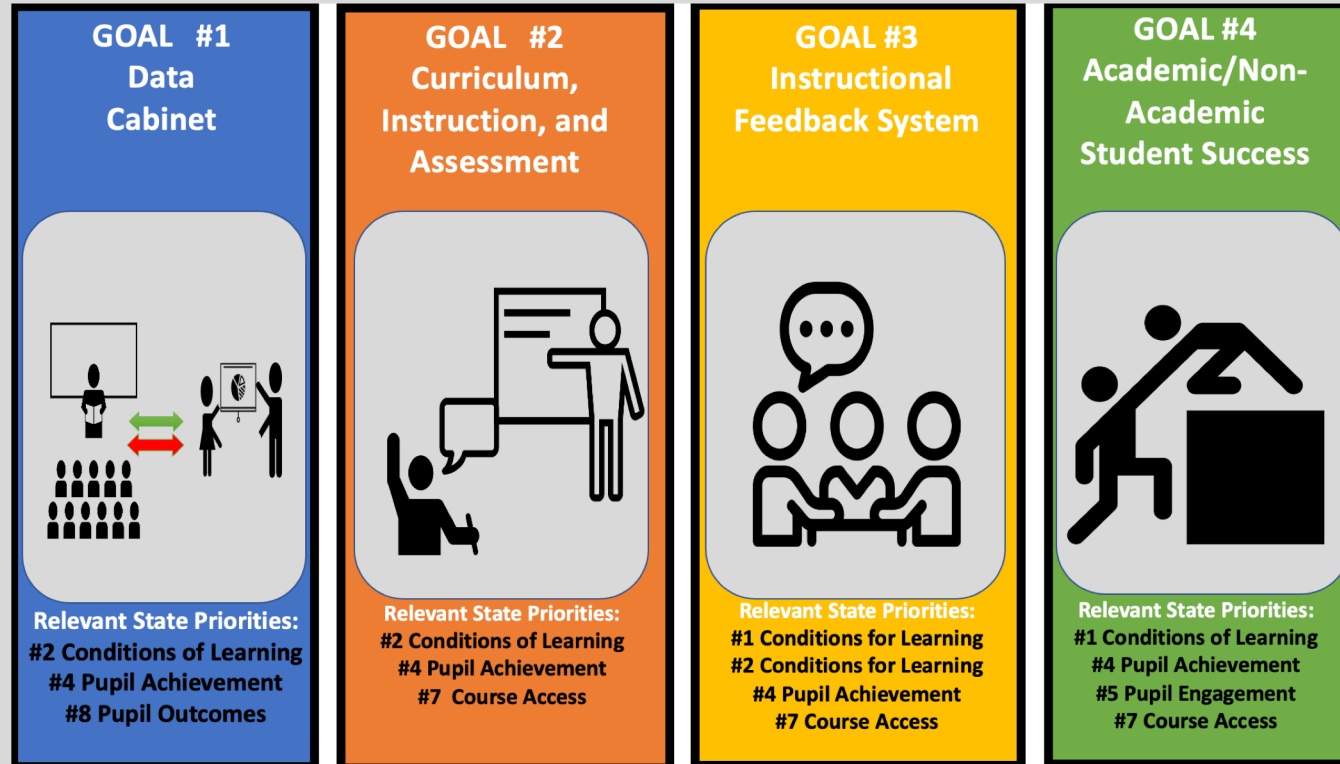 GOAL #1
Data
Cabinet
Relevant State Priorities:
#2 Conditions of Learning
#4 Pupil Achievement
#8 Pupil Outcomes
GOAL #2
Curriculum,
Instruction, and
Assessment
Relevant State Priorities:
#2 Conditions of Learning
#4 Pupil Achievement
#7 Course Access
GOAL #3
Instructional
Feedback System
Relevant State Priorities:
#1 Conditions for Learning
#2 Conditions for Learning
#4 Pupil Achievement
#7 Course Access
GOAL #4
Academic/Non-
Academic
Student Success
Relevant State Priorities:
#1 Conditions of Learning
#4 Pupil Achievement
#5 Pupil Engagement
#7 Course Access